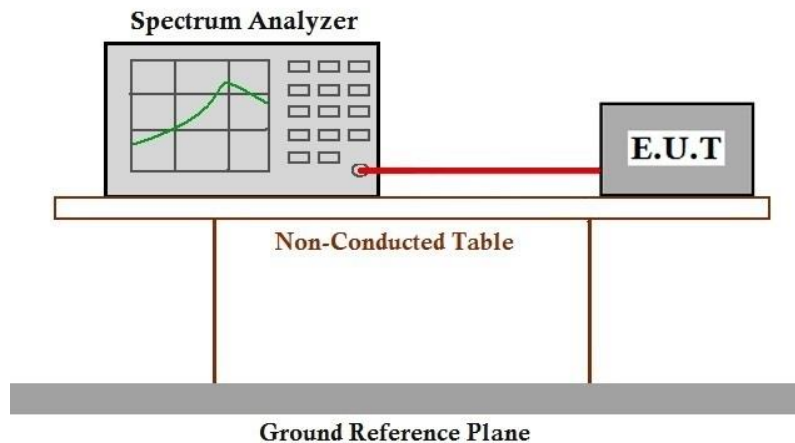 Spectrum Analyzer
E.U.T
Non-Conducted Table
Ground Reference Plane